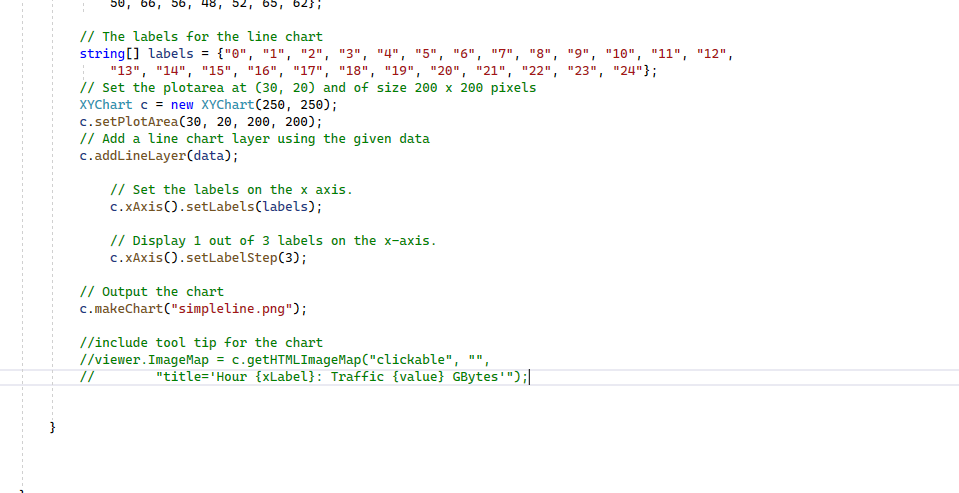 50, 66, 56, 48, 52, 65, 62};
// The labels for the line chart
string[] labels = {"0", "1", "2", "3", "4", "5", "6", "7", "8", "9", "10", "11", "12",
"13", "14", "15", "16", "17", "18", "19", "20", "21", "22", "23", "24"};
// Set the plotarea at (30, 20) and of size 200 x 200 pixels
XYChart c = new XYChart(250, 250);
c.setPlotArea(30, 20, 200, 200);
// Add a line chart layer using the given data
c.addLineLayer(data);
// Set the labels on the x axis.
c.xAxis().setLabels(labels);
// Display 1 out of 3 labels on the x-axis.
c.xAxis().setLabelStep(3);
// Output the chart
c.makeChart("simpleline.png");
//include tool tip for the chart
//viewer.ImageMap = c.getHTMLImageMap("clickable", "",
//        "title='Hour {xLabel}: Traffic {value} GBytes'");
}
}